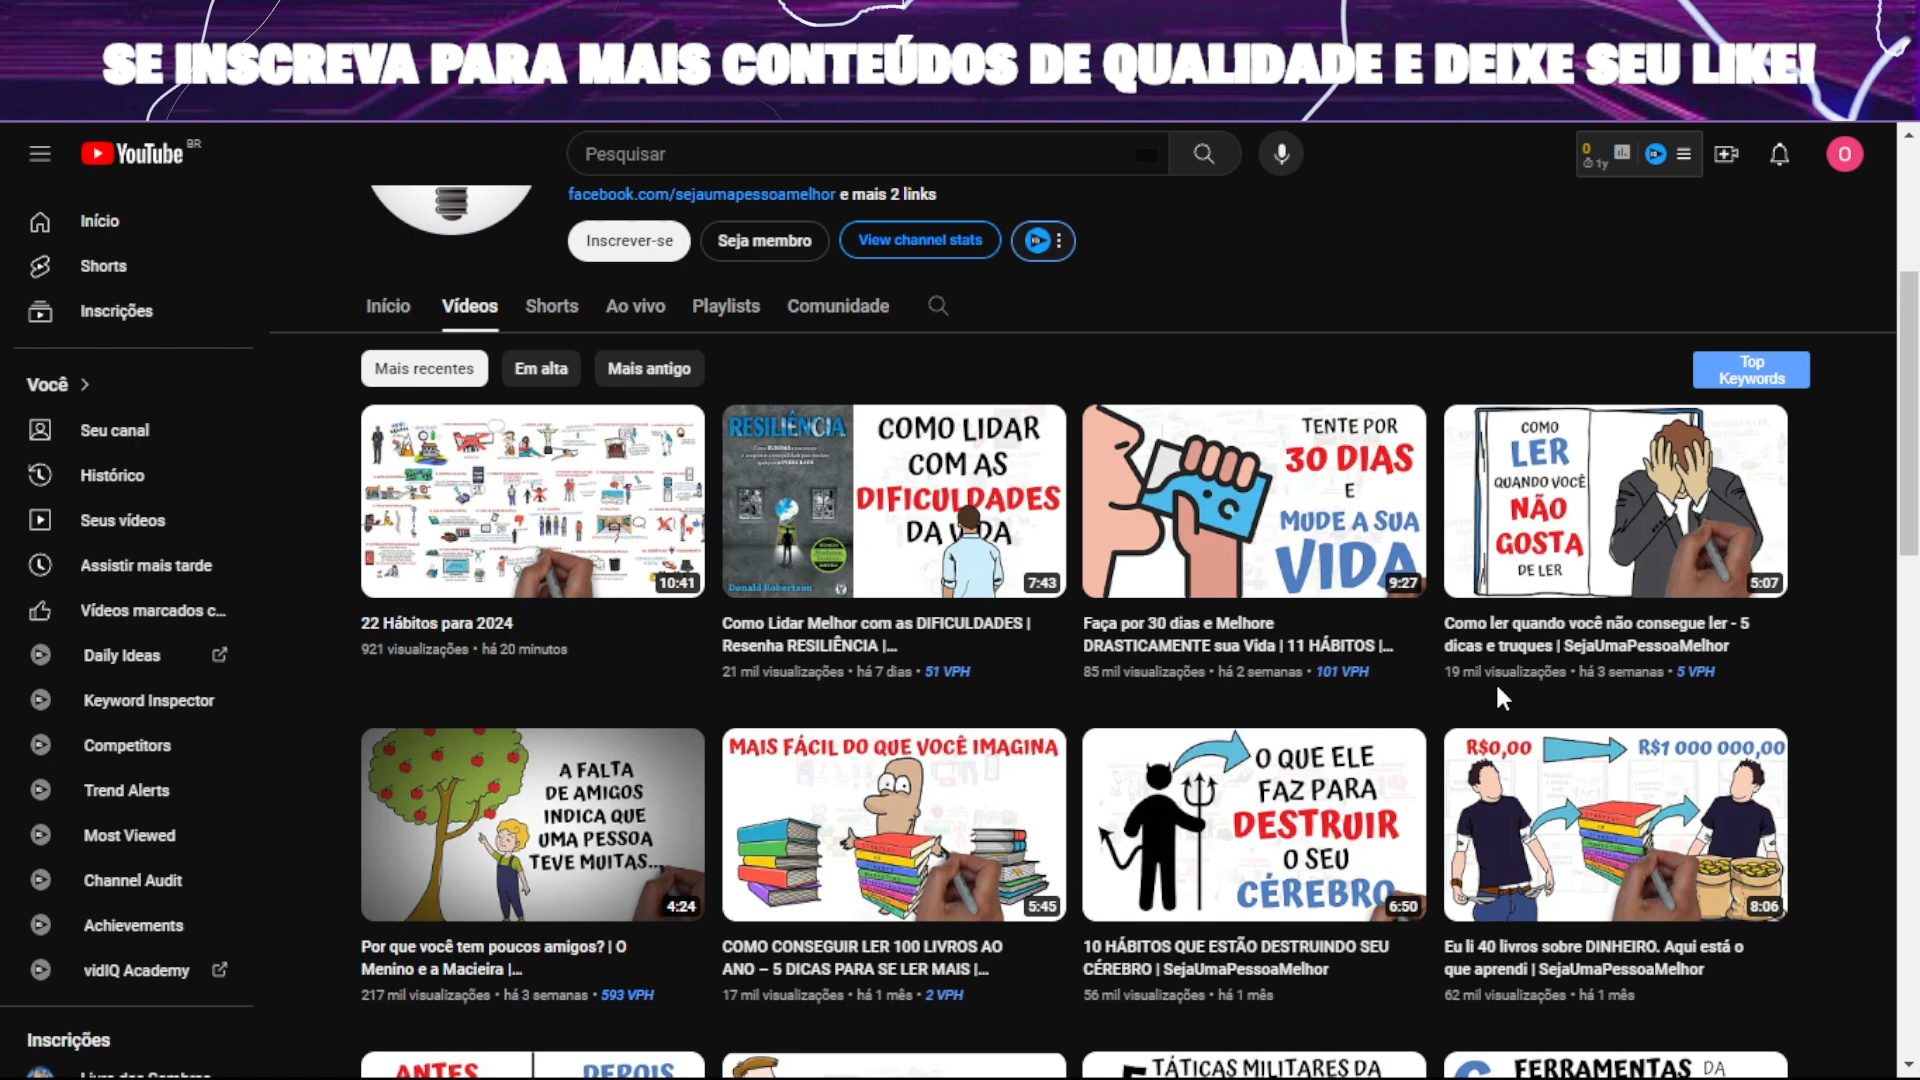 SE INSCREVA PARA MAIS CONTEÚDOS DE QUALIDADE E DEIXE SEU LIKE!
YouTube BR
Pesquisar
0
1y
O
facebook.com/sejaumapessoamelhor e mais 2 links
Inscrever-se
Seja membro
View channel stats
Início
Shorts
Inscrições
Você
Seu canal
Histórico
Seus vídeos
Assistir mais tarde
Vídeos marcados c...
Daily Ideas
Keyword Inspector
Competitors
Trend Alerts
Most Viewed
Channel Audit
Achievements
vidIQ Academy
Inscrições
Início
Vídeos
Shorts
Ao vivo
Playlists
Comunidade
Mais recentes
Em alta
Mais antigo
Top
Keywords
10:41
22 Hábitos para 2024
921 visualizações • há 20 minutos
RESILIÊNCIA
Donald Robertson
COMO LIDAR
COM AS
DIFICULDADES
DA VIDA
7:43
Como Lidar Melhor com as DIFICULDADES |
Resenha RESILIÊNCIA |...
21 mil visualizações • há 7 dias • 51 VPH
TENTE POR
30 DIAS
E
MUDE A SUA
VIDA
9:27
Faça por 30 dias e Melhore
DRASTICAMENTE sua Vida | 11 HÁBITOS |...
85 mil visualizações • há 2 semanas • 101 VPH
COMO
LER
QUANDO VOCÊ
NÃO
GOSTA
DE LER
5:07
Como ler quando você não consegue ler - 5
dicas e truques | SejaUmaPessoaMelhor
19 mil visualizações • há 3 semanas • 5 VPH
A FALTA
DE AMIGOS
INDICA QUE
UMA PESSOA
TEVE MUITAS...
4:24
Por que você tem poucos amigos? | O
Menino e a Macieira |...
217 mil visualizações • há 3 semanas • 593 VPH
MAIS FÁCIL DO QUE VOCÊ IMAGINA
5:45
COMO CONSEGUIR LER 100 LIVROS AO
ANO – 5 DICAS PARA SE LER MAIS |...
17 mil visualizações • há 1 mês • 2 VPH
O QUE ELE
FAZ PARA
DESTRUIR
O SEU
CÉREBRO
6:50
10 HÁBITOS QUE ESTÃO DESTRUINDO SEU
CÉREBRO | SejaUmaPessoaMelhor
56 mil visualizações • há 1 mês
R$0,00
R$1 000 000,00
8:06
Eu li 40 livros sobre DINHEIRO. Aqui está o
que aprendi | SejaUmaPessoaMelhor
62 mil visualizações • há 1 mês
ANTES
DEPOIS
TÁTICAS MILITARES DA
FERRAMENTAS DA